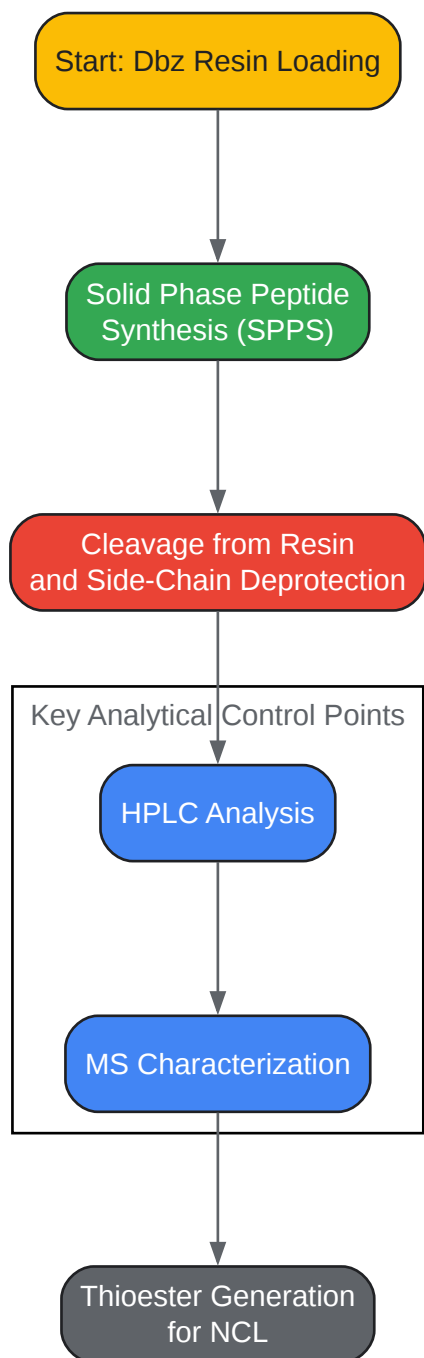 Start: Dbz Resin Loading
Solid Phase Peptide
Synthesis (SPPS)
Cleavage from Resin
and Side-Chain Deprotection
Key Analytical Control Points
HPLC Analysis
MS Characterization
Thioester Generation
for NCL